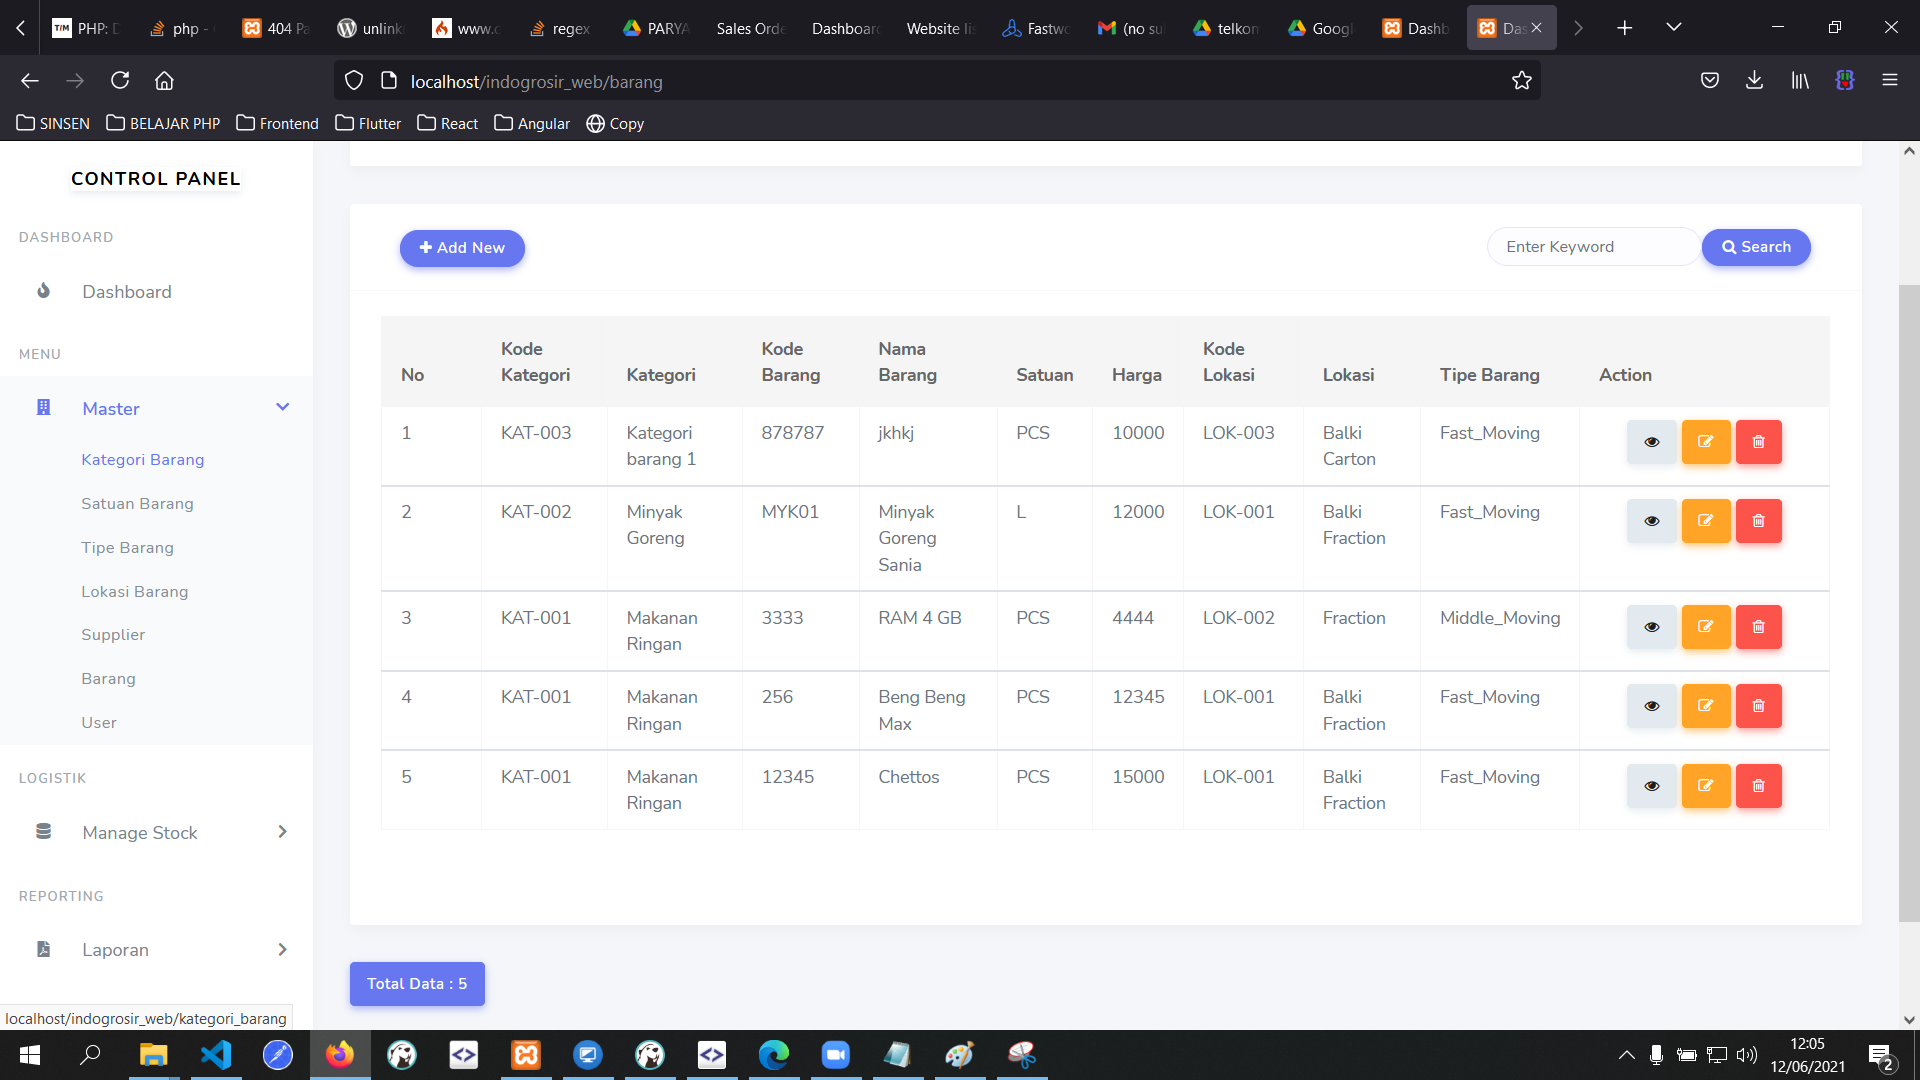 PHP: D
php -
404 Pa
unlink
www.c
regex
PARYA
Sales Orde
Dashboard
Website lis
Fastwo
(no su
telkon
Googl
Dashb
Das
localhost/indogrosir_web/barang
SINSEN
BELAJAR PHP
Frontend
Flutter
React
Angular
Copy
CONTROL PANEL
DASHBOARD
Dashboard
MENU
Master
Kategori Barang
Satuan Barang
Tipe Barang
Lokasi Barang
Supplier
Barang
User
LOGISTIK
Manage Stock
REPORTING
Laporan
localhost/indogrosir_web/kategori_barang
Add New
Enter Keyword
Search
No Kode Kategori Kategori Kode Barang Nama Barang Satuan Harga Kode Lokasi Lokasi Tipe Barang Action
1 KAT-003 Kategori barang 1 878787 jkhkj PCS 10000 LOK-003 Balki Carton Fast_Moving
2 KAT-002 Minyak Goreng MYK01 Minyak Goreng Sania L 12000 LOK-001 Balki Fraction Fast_Moving
3 KAT-001 Makanan Ringan 3333 RAM 4 GB PCS 4444 LOK-002 Fraction Middle_Moving
4 KAT-001 Makanan Ringan 256 Beng Beng Max PCS 12345 LOK-001 Balki Fraction Fast_Moving
5 KAT-001 Makanan Ringan 12345 Chettos PCS 15000 LOK-001 Balki Fraction Fast_Moving
Total Data : 5
12:05
12/06/2021
2